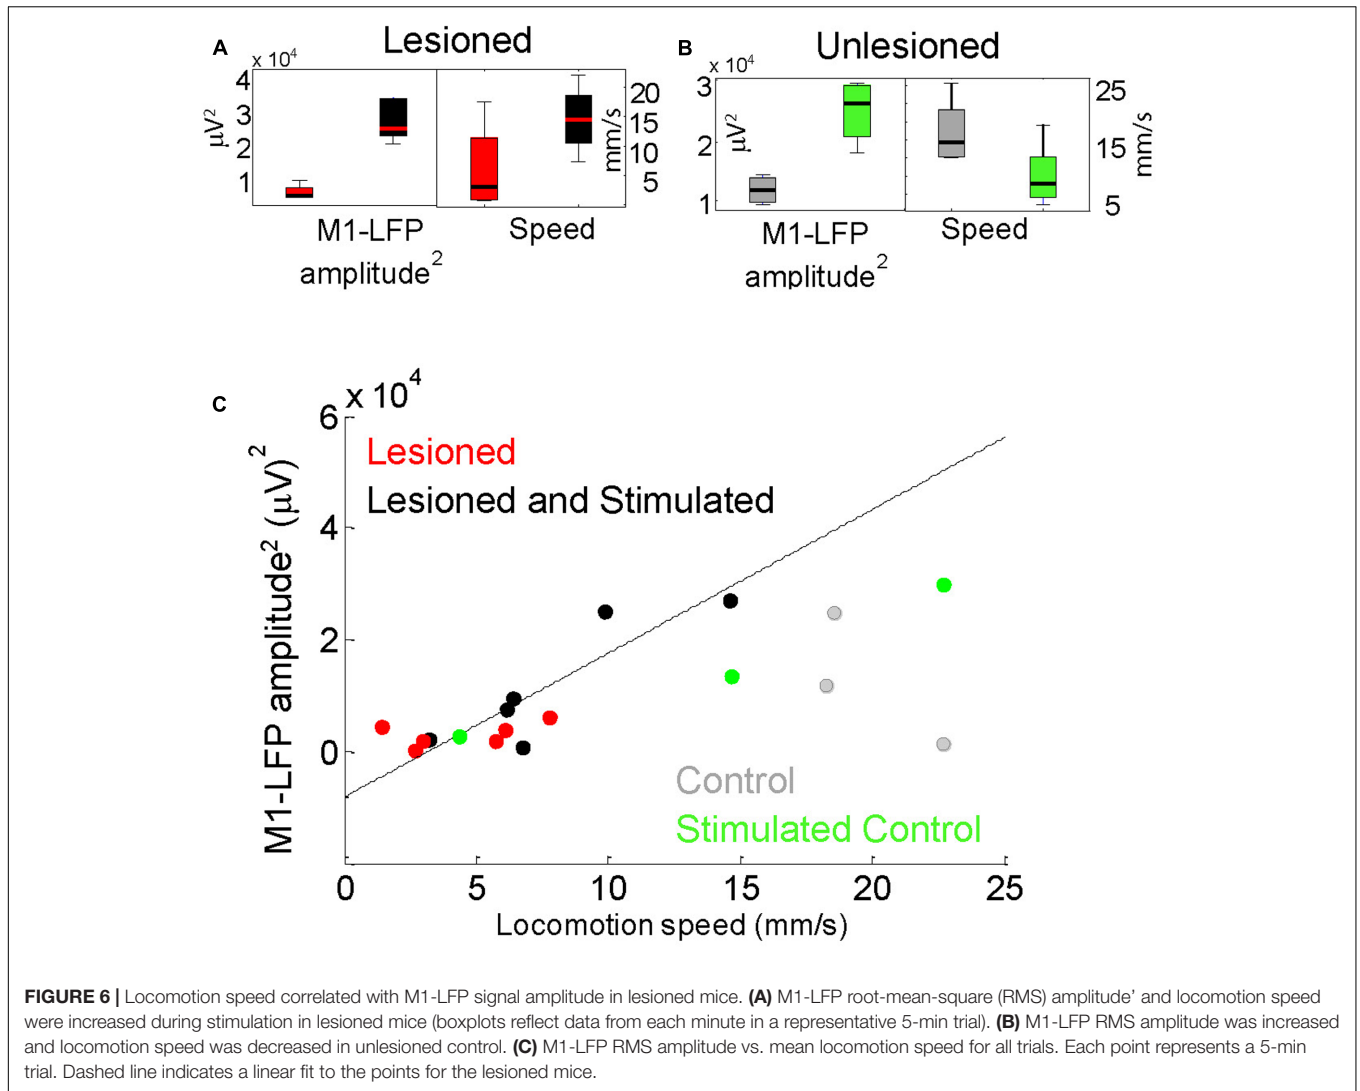 A
Lesioned
x 10⁴
4
3
2
1
μV²
20
15
10
5
mm/s
M1-LFP
amplitude²
Speed
B
Unlesioned
x 10⁴
3
2
1
μV²
25
15
5
mm/s
M1-LFP
amplitude²
Speed
C
x 10⁴
6
4
2
0
M1-LFP amplitude² (μV)²
Lesioned
Lesioned and Stimulated
Control
Stimulated Control
0 5 10 15 20 25
Locomotion speed (mm/s)
FIGURE 6 | Locomotion speed correlated with M1-LFP signal amplitude in lesioned mice. (A) M1-LFP root-mean-square (RMS) amplitude' and locomotion speed
were increased during stimulation in lesioned mice (boxplots reflect data from each minute in a representative 5-min trial). (B) M1-LFP RMS amplitude was increased
and locomotion speed was decreased in unlesioned control. (C) M1-LFP RMS amplitude vs. mean locomotion speed for all trials. Each point represents a 5-min
trial. Dashed line indicates a linear fit to the points for the lesioned mice.